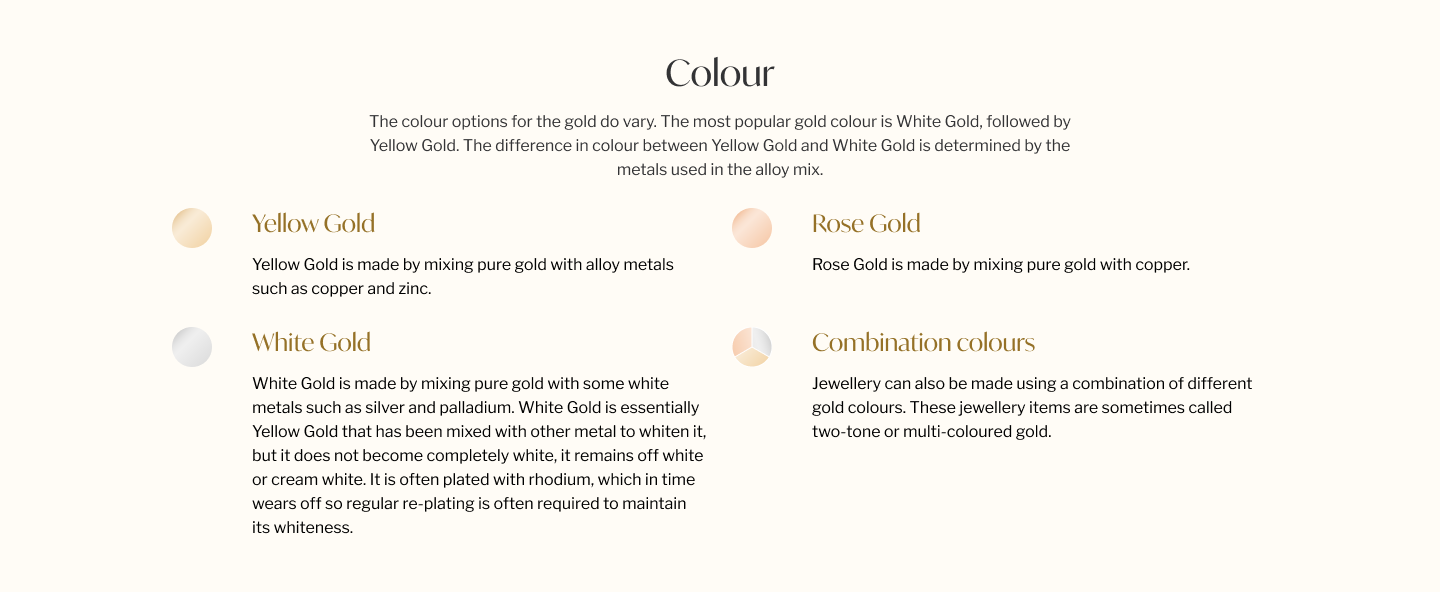 Colour
The colour options for the gold do vary. The most popular gold colour is White Gold, followed by
Yellow Gold. The difference in colour between Yellow Gold and White Gold is determined by the
metals used in the alloy mix.
Yellow Gold
Yellow Gold is made by mixing pure gold with alloy metals
such as copper and zinc.
Rose Gold
Rose Gold is made by mixing pure gold with copper.
White Gold
White Gold is made by mixing pure gold with some white
metals such as silver and palladium. White Gold is essentially
Yellow Gold that has been mixed with other metal to whiten it,
but it does not become completely white, it remains off white
or cream white. It is often plated with rhodium, which in time
wears off so regular re-plating is often required to maintain
its whiteness.
Combination colours
Jewellery can also be made using a combination of different
gold colours. These jewellery items are sometimes called
two-tone or multi-coloured gold.